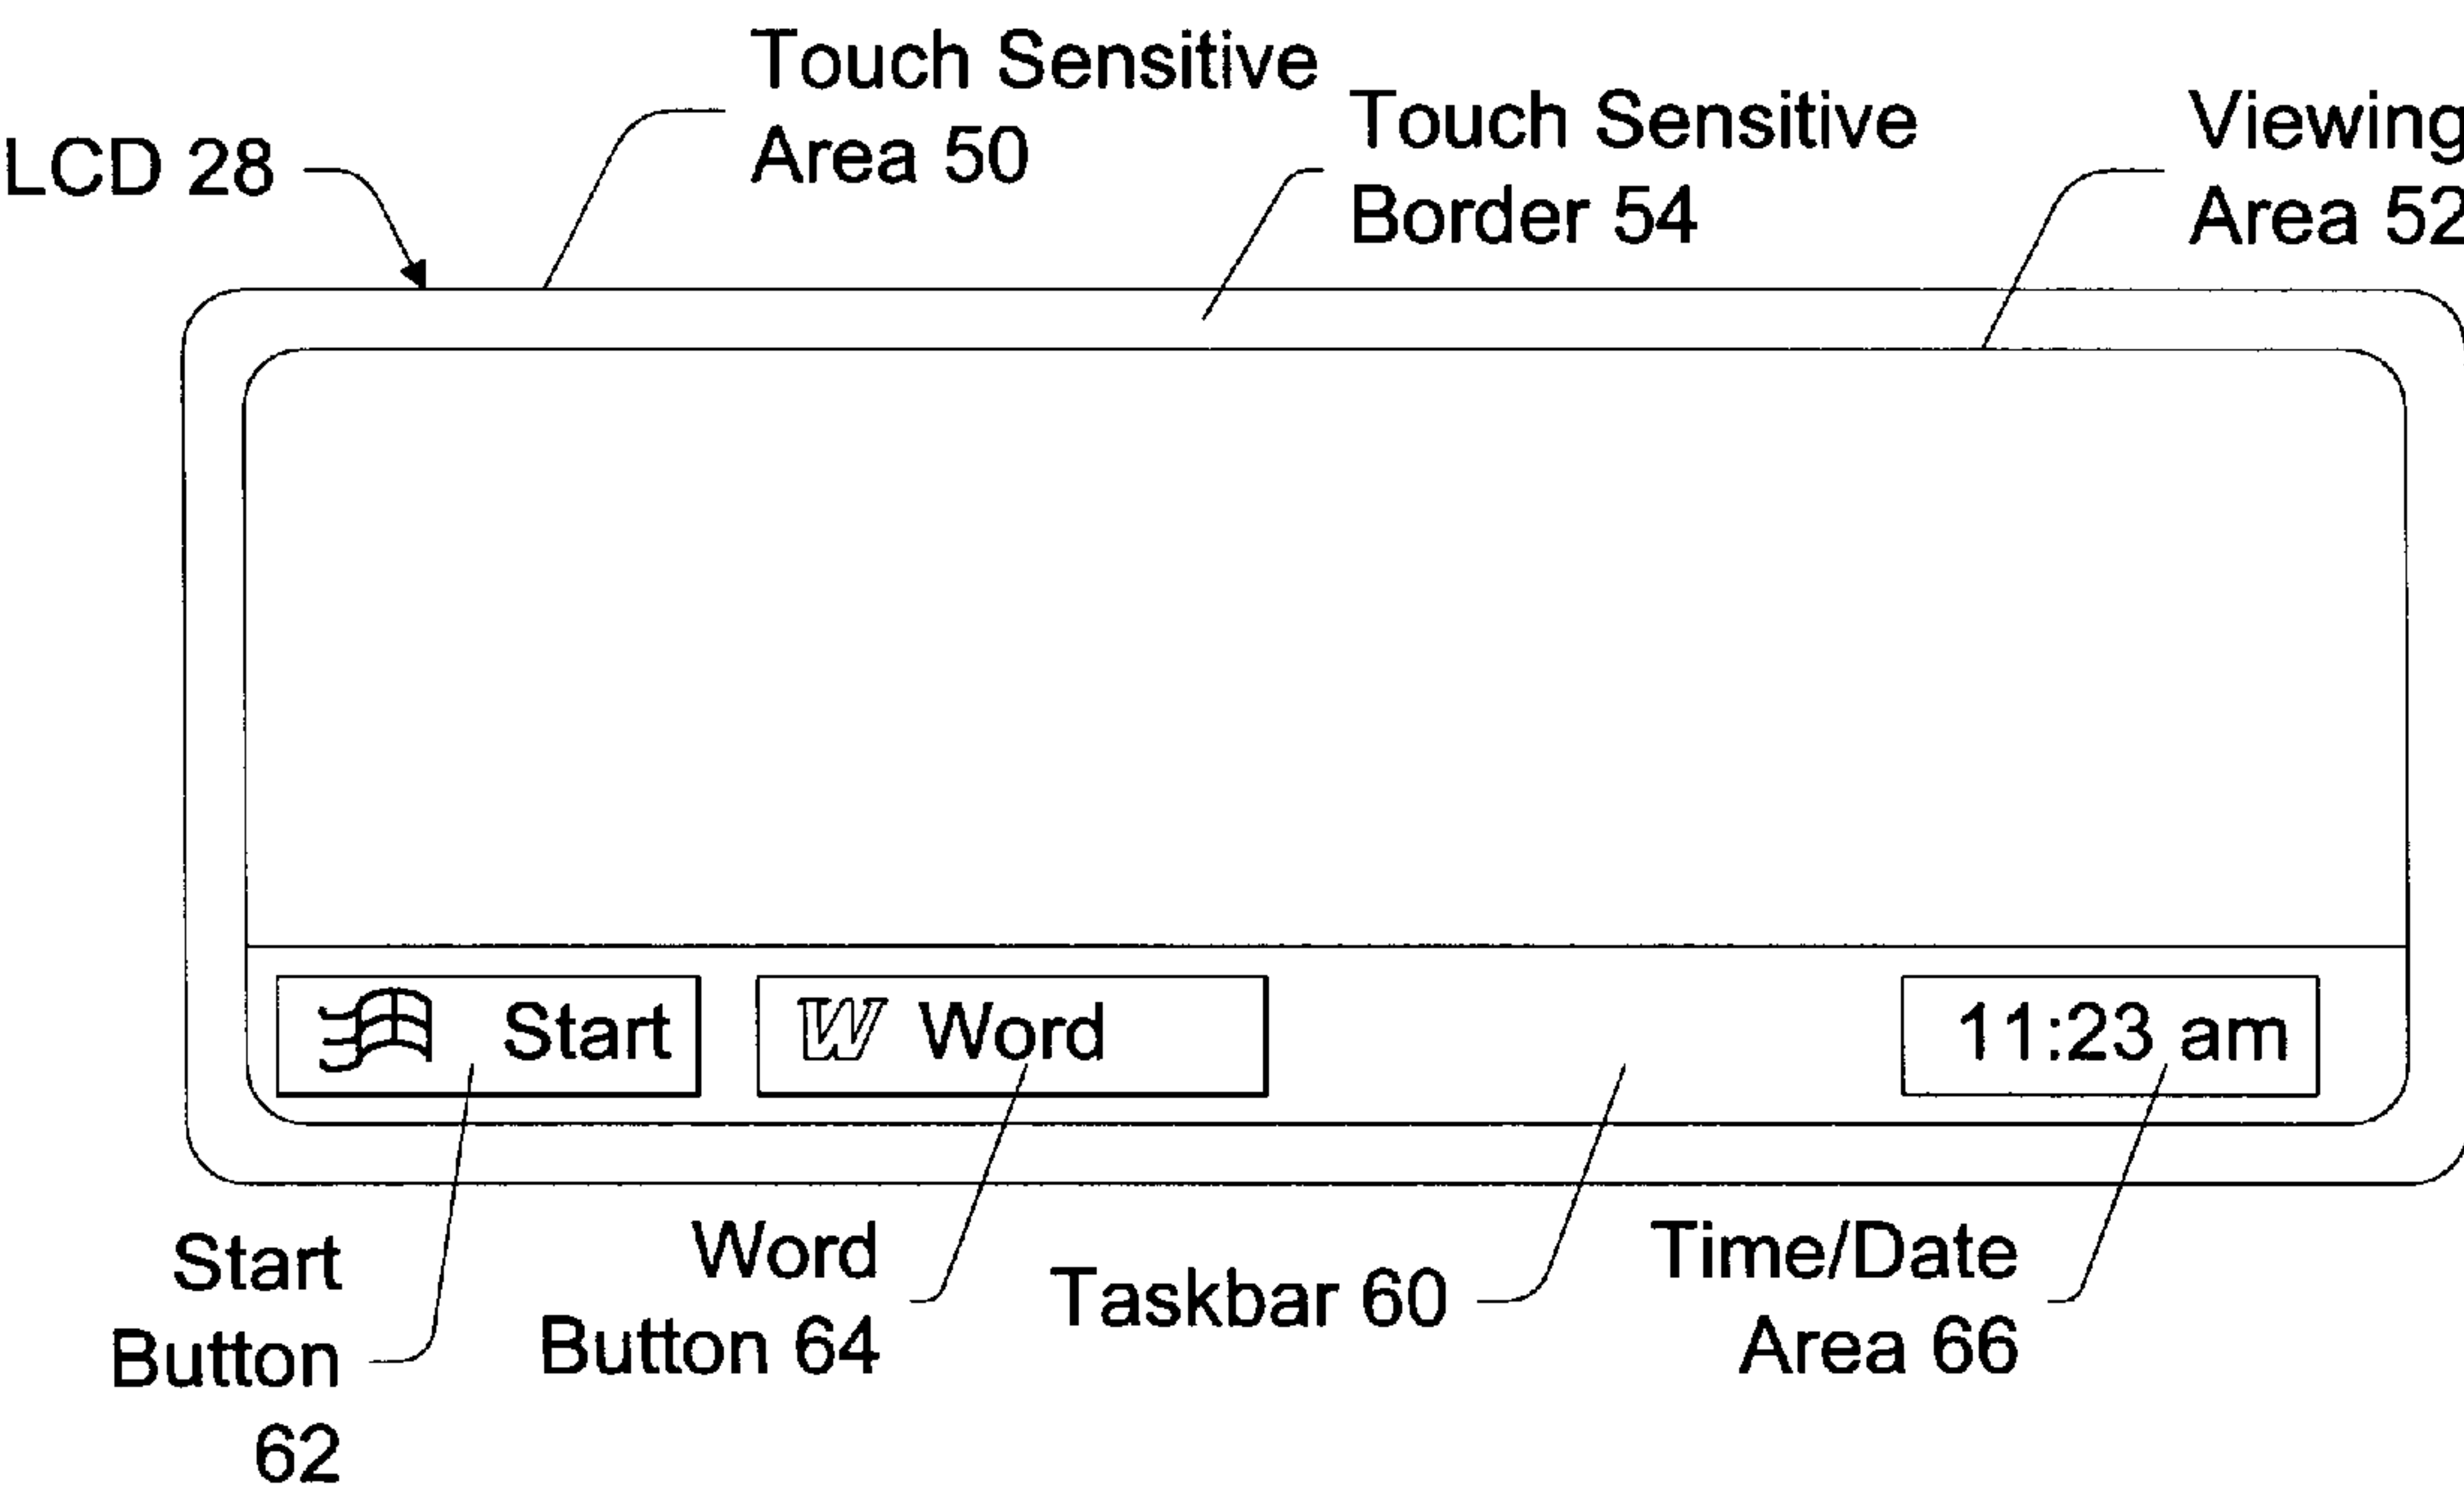 Touch Sensitive
Area 50
Touch Sensitive
Border 54
Viewing
Area 52
LCD 28
Start
W Word
11:23 am
Start
Button
62
Word
Button 64
Taskbar 60
Time/Date
Area 66